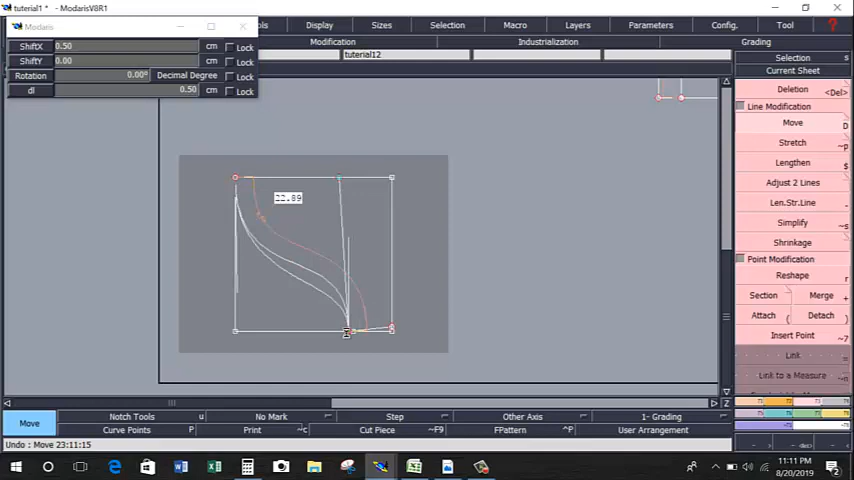 tuterial1 * - ModarisV8R1
Modaris
Display
Sizes
Selection
Macro
Layers
Parameters
Config.
Tool
?
ShiftX 0.50 cm Lock
ShiftY 0.00 cm Lock
Rotation 0.00º Decimal Degree Lock
dl 0.50 cm Lock
Modification
Industrialization
Grading
tuterial12
Selection s
Current Sheet
Deletion <Del>
Line Modification
Move D
Stretch ~p
Lengthen $
Adjust 2 Lines
Len.Str.Line -
Simplify ~s
Shrinkage
Point Modification
Reshape r
Section
Merge +
Attach (
Detach }
Insert Point ~7
Link =
Link to a Measure ~n
22.89
z
Move
Notch Tools u
No Mark
Step
Other Axis
1- Grading
Curve Points P
Print ~c
Cut Piece ~F9
FPattern ^P
User Arrangement
Undo : Move 23:11:15
11:11 PM
8/20/2019
2